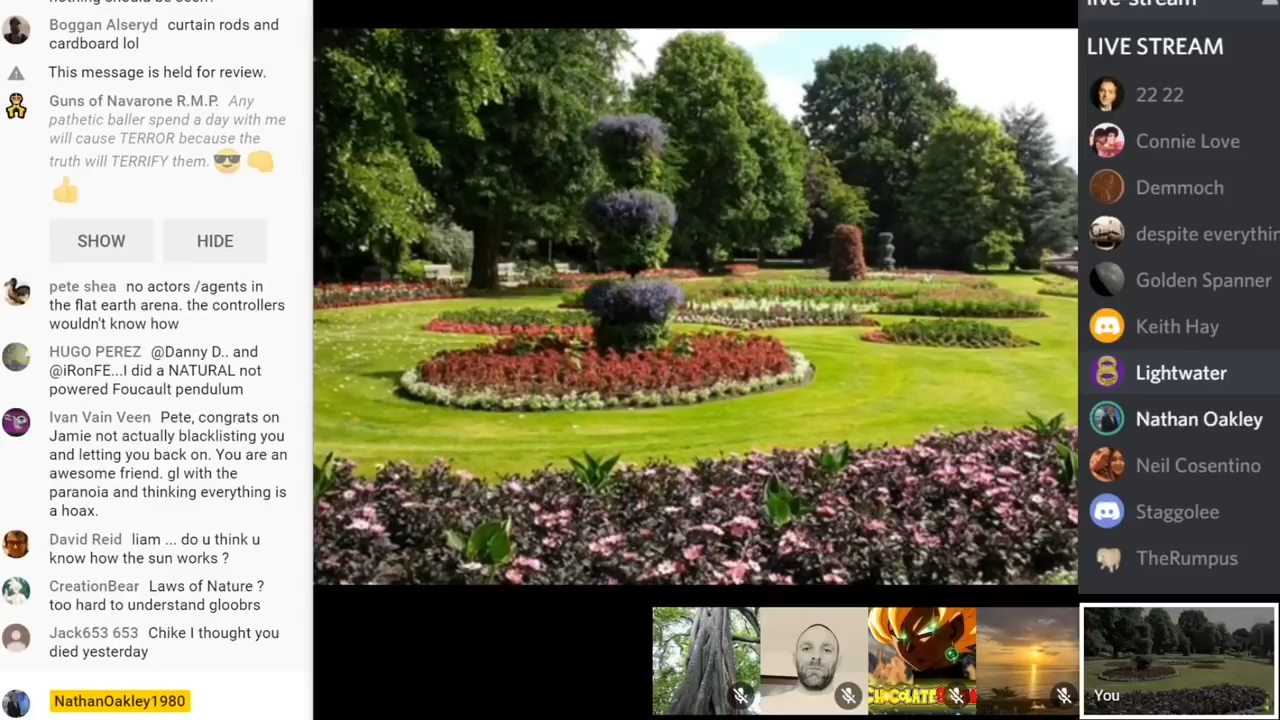 nothing should be seen?
Boggan Alseryd curtain rods and
cardboard lol
This message is held for review.
Guns of Navarone R.M.P. Any
pathetic baller spend a day with me
will cause TERROR because the
truth will TERRIFY them.
SHOW HIDE
pete shea no actors /agents in
the flat earth arena. the controllers
wouldn't know how
HUGO PEREZ @Danny D.. and
@iRonFE...I did a NATURAL not
powered Foucault pendulum
Ivan Vain Veen Pete, congrats on
Jamie not actually blacklisting you
and letting you back on. You are an
awesome friend. gl with the
paranoia and thinking everything is
a hoax.
David Reid liam ... do u think u
know how the sun works ?
CreationBear Laws of Nature ?
too hard to understand gloobrs
Jack653 653 Chike I thought you
died yesterday
NathanOakley1980
live-stream
LIVE STREAM
22 22
Connie Love
Demmoch
despite everythin
Golden Spanner
Keith Hay
Lightwater
Nathan Oakley
Neil Cosentino
Staggolee
TheRumpus
You